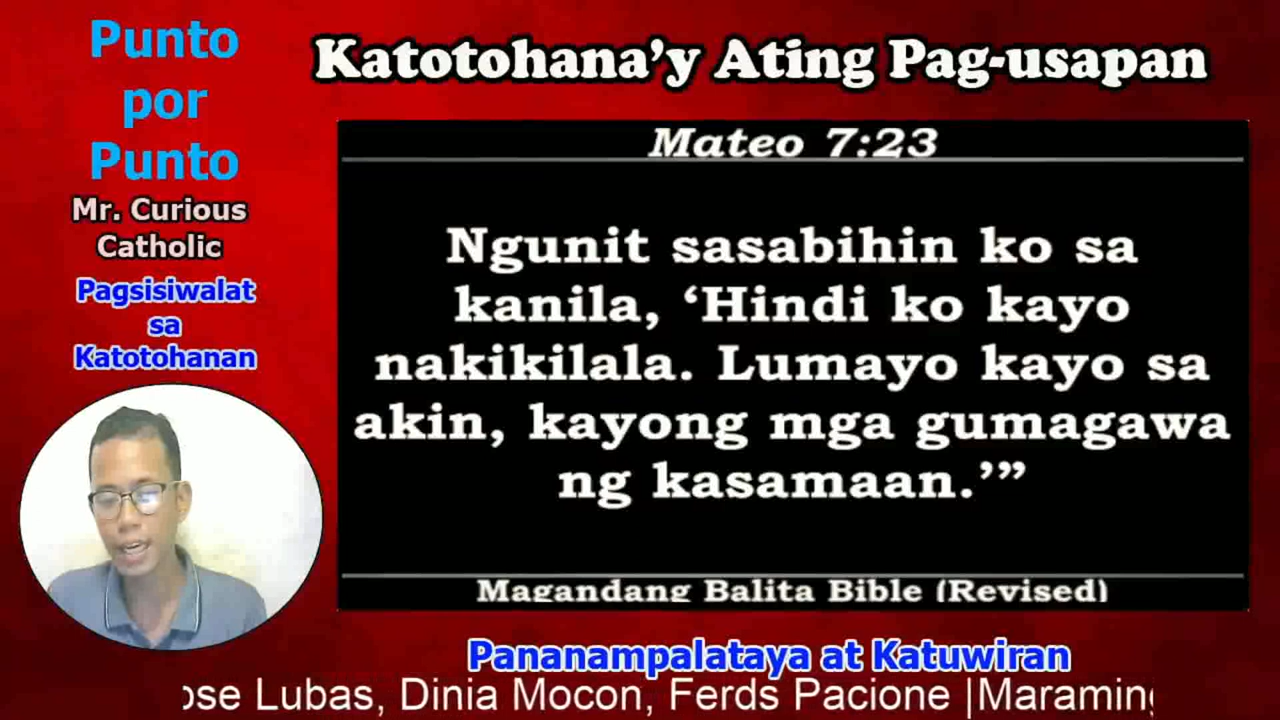 Punto
por
Punto
Mr. Curious
Catholic
Pagsisiwalat
sa
Katotohanan
Katotohana’y Ating Pag-usapan
Mateo 7:23
Ngunit sasabihin ko sa
kanila, ‘Hindi ko kayo
nakikilala. Lumayo kayo sa
akin, kayong mga gumagawa
ng kasamaan.’”
Magandang Balita Bible (Revised)
Pananampalataya at Katuwiran
Lubas, Dinia Mocon, Ferds Pacione |